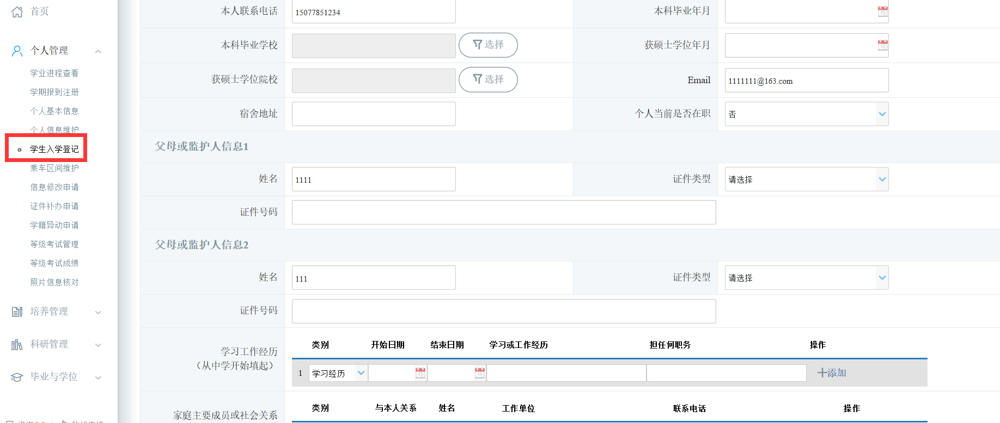 首页
个人管理
学业进程查看
学期报到注册
个人基本信息
个人信息维护
学生入学登记
乘车区间维护
信息修改申请
证件补办申请
学籍异动申请
等级考试管理
等级考试成绩
照片信息核对
培养管理
科研管理
毕业与学位
本人联系电话 15077851234 本科毕业年月
本科毕业学校 选择 获硕士学位年月
获硕士学位院校 选择 Email 1111111@163.com
宿舍地址 个人当前是否在职 否
父母或监护人信息1
姓名 1111 证件类型 请选择
证件号码
父母或监护人信息2
姓名 111 证件类型 请选择
证件号码
学习工作经历
（从中学开始填起）
类别 开始日期 结束日期 学习或工作经历 担任何职务 操作
1 学习经历 添加
家庭主要成员或社会关系
类别 与本人关系 姓名 工作单位 联系电话 操作